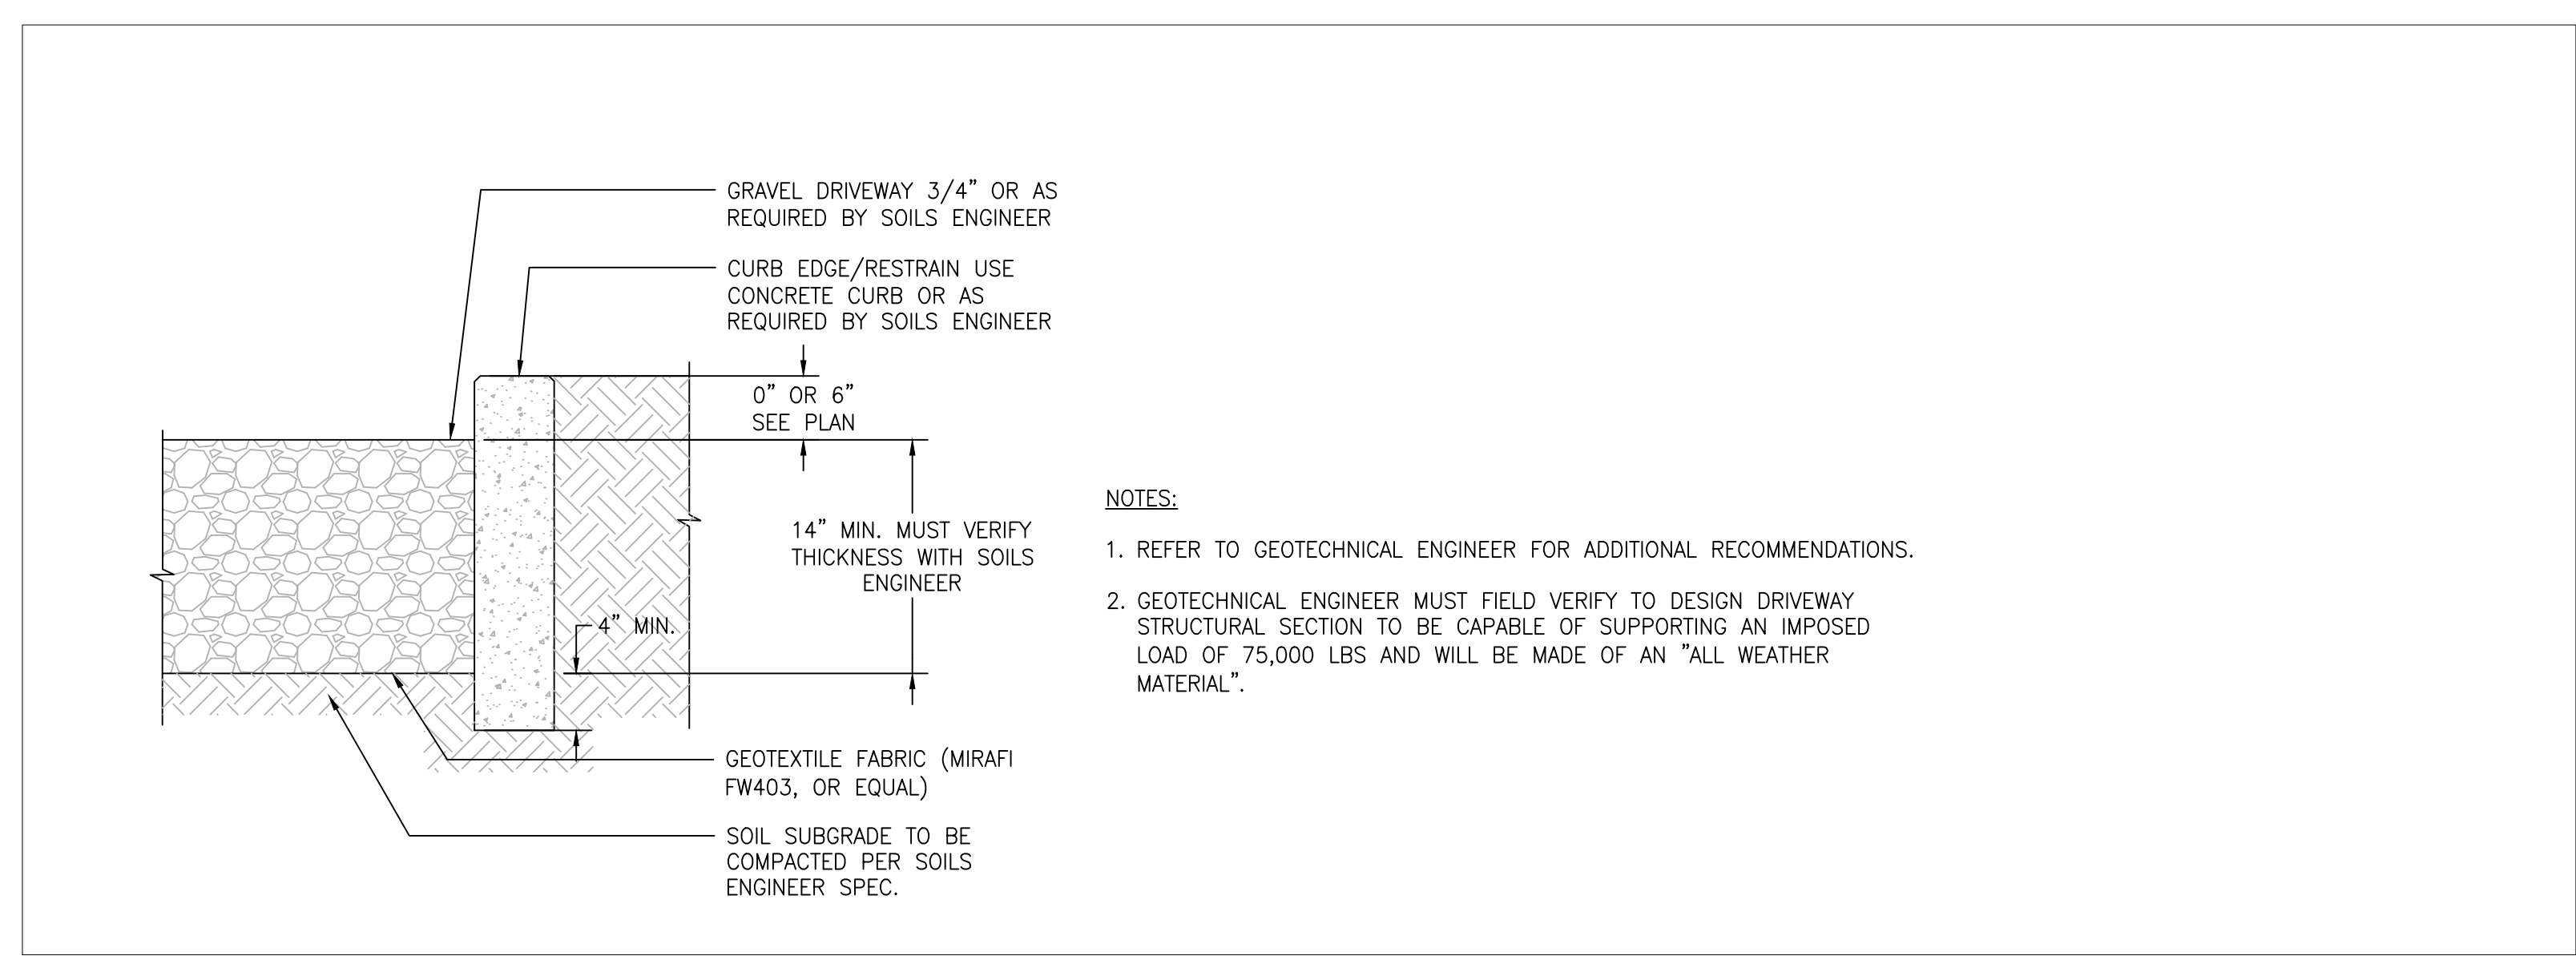 GRAVEL DRIVEWAY 3/4" OR AS
REQUIRED BY SOILS ENGINEER
CURB EDGE/RESTRAIN USE
CONCRETE CURB OR AS
REQUIRED BY SOILS ENGINEER
0" OR 6"
SEE PLAN
14" MIN. MUST VERIFY
THICKNESS WITH SOILS
ENGINEER
4" MIN.
GEOTEXTILE FABRIC (MIRAFI
FW403, OR EQUAL)
SOIL SUBGRADE TO BE
COMPACTED PER SOILS
ENGINEER SPEC.
NOTES:
1. REFER TO GEOTECHNICAL ENGINEER FOR ADDITIONAL RECOMMENDATIONS.
2. GEOTECHNICAL ENGINEER MUST FIELD VERIFY TO DESIGN DRIVEWAY
STRUCTURAL SECTION TO BE CAPABLE OF SUPPORTING AN IMPOSED
LOAD OF 75,000 LBS AND WILL BE MADE OF AN "ALL WEATHER
MATERIAL".